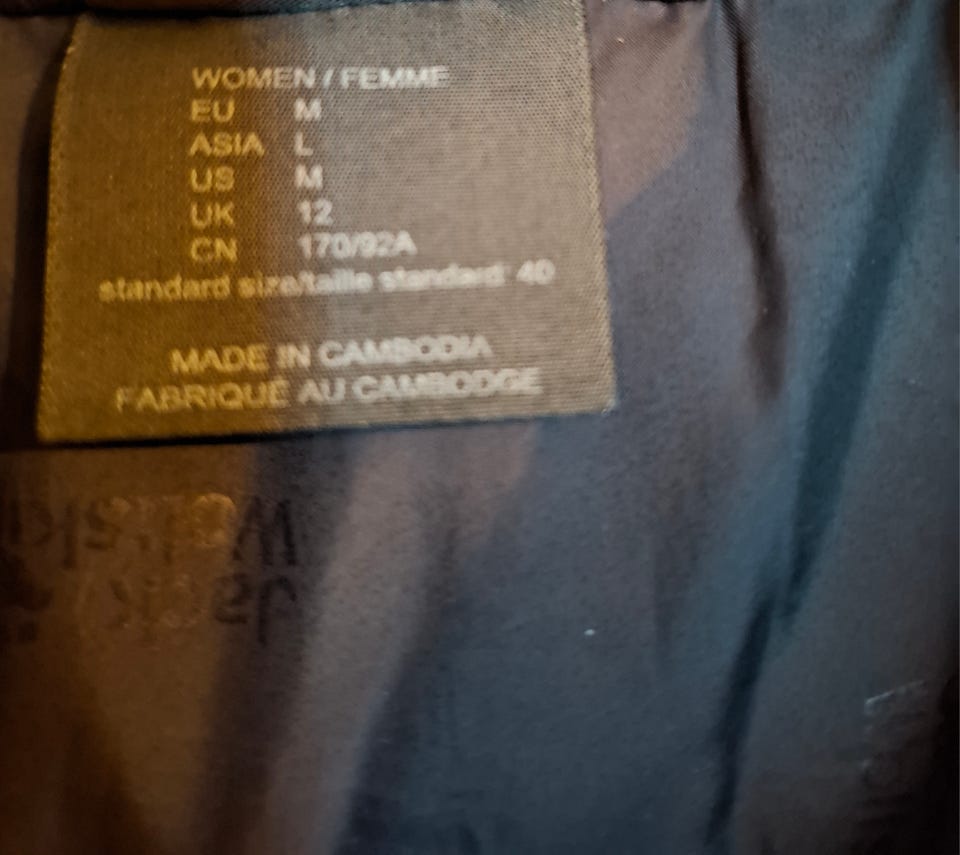 WOMEN / FEMME
EU M
ASIA L
US M
UK 12
CN 170/92A
standard size/taille standard 40
MADE IN CAMBODIA
FABRIQUÉ AU CAMBODGE